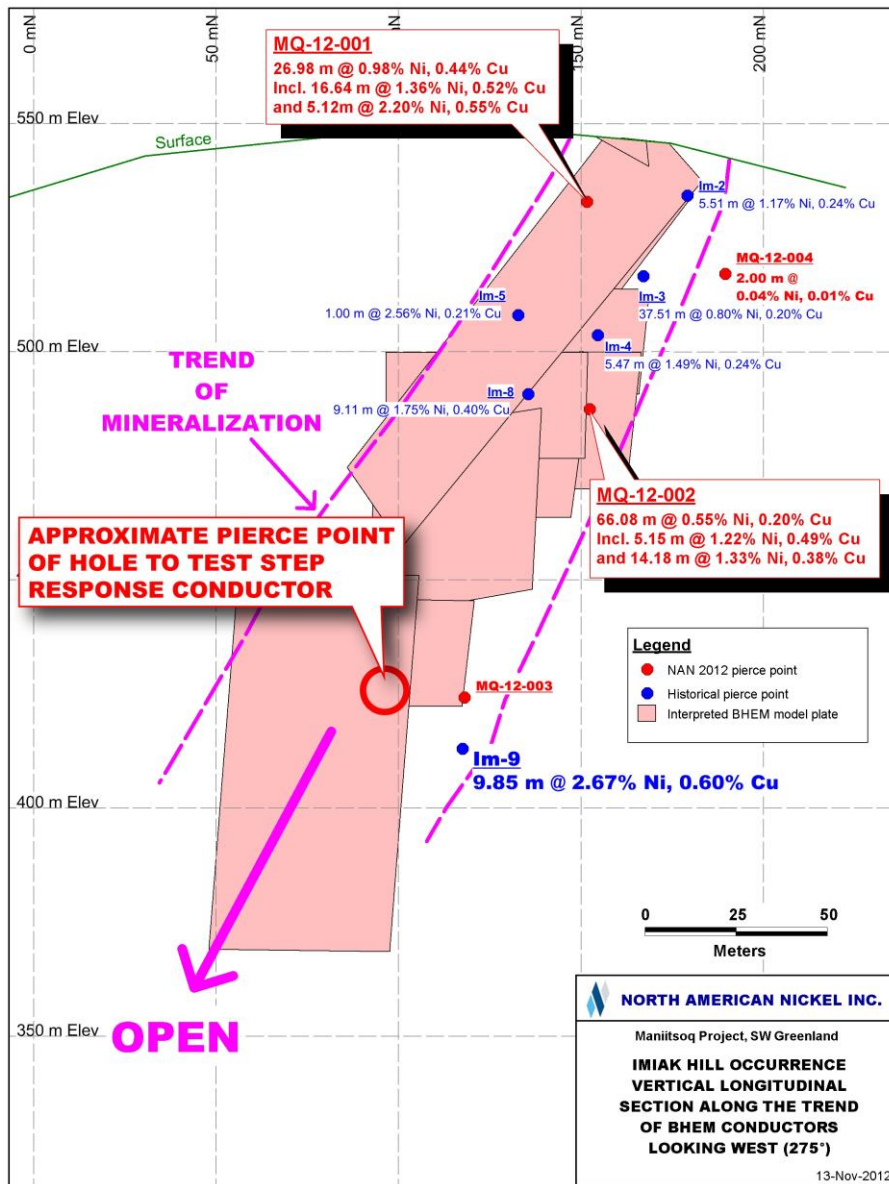 0 mN
50 mN
150 mN
200 mN
MQ-12-001
26.98 m @ 0.98% Ni, 0.44% Cu
Incl. 16.64 m @ 1.36% Ni, 0.52% Cu
and 5.12m @ 2.20% Ni, 0.55% Cu
550 m Elev
Surface
Im-2
5.51 m @ 1.17% Ni, 0.24% Cu
MQ-12-004
2.00 m @
0.04% Ni, 0.01% Cu
Im-3
37.51 m @ 0.80% Ni, 0.20% Cu
Im-5
1.00 m @ 2.56% Ni, 0.21% Cu
Im-4
5.47 m @ 1.49% Ni, 0.24% Cu
500 m Elev
TREND
OF
MINERALIZATION
Im-8
9.11 m @ 1.75% Ni, 0.40% Cu
MQ-12-002
66.08 m @ 0.55% Ni, 0.20% Cu
Incl. 5.15 m @ 1.22% Ni, 0.49% Cu
and 14.18 m @ 1.33% Ni, 0.38% Cu
APPROXIMATE PIERCE POINT
OF HOLE TO TEST STEP
RESPONSE CONDUCTOR
Legend
NAN 2012 pierce point
Historical pierce point
Interpreted BHEM model plate
MQ-12-003
Im-9
9.85 m @ 2.67% Ni, 0.60% Cu
400 m Elev
0 25 50
Meters
OPEN
350 m Elev
NORTH AMERICAN NICKEL INC.
Maniitsoq Project, SW Greenland
IMIAK HILL OCCURRENCE
VERTICAL LONGITUDINAL
SECTION ALONG THE TREND
OF BHEM CONDUCTORS
LOOKING WEST (275°)
13-Nov-2012